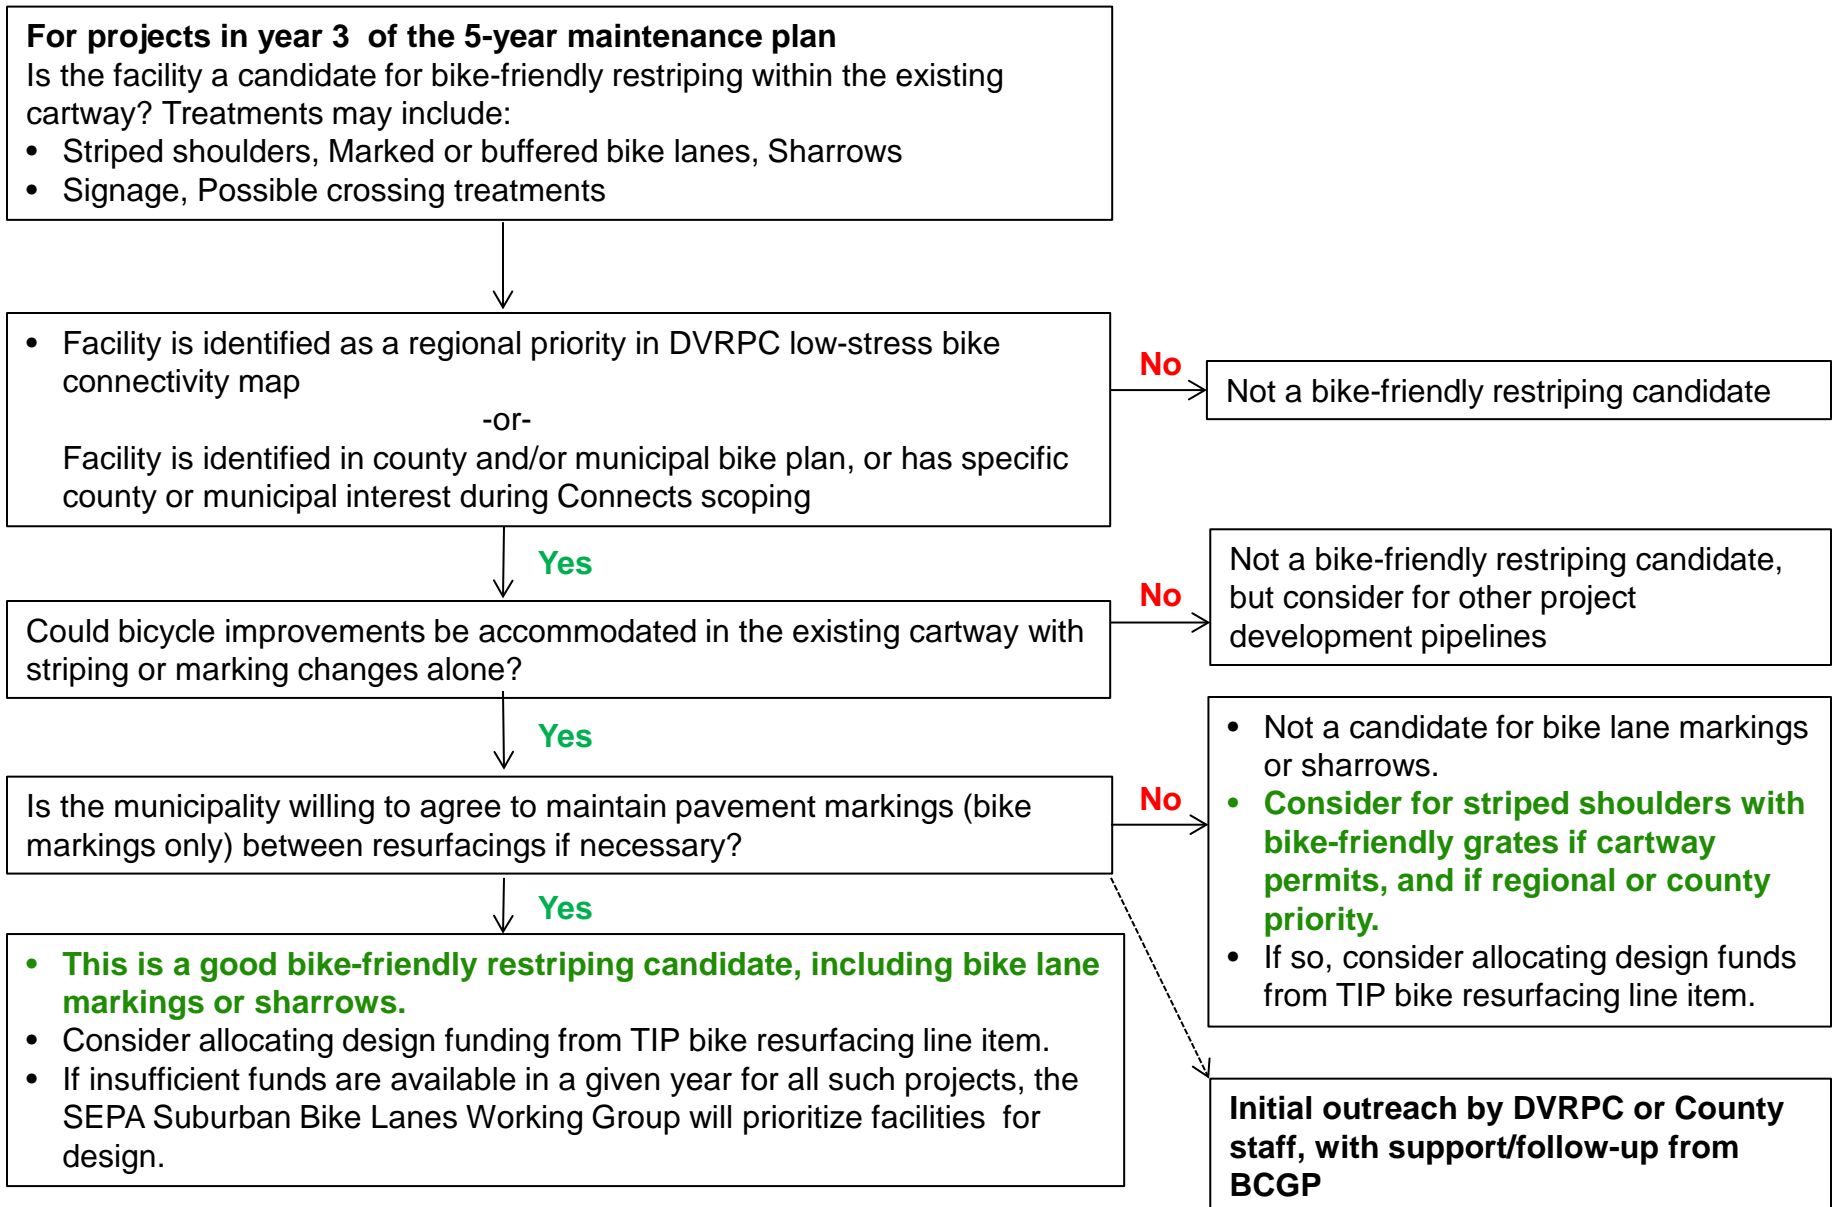 For projects in year 3  of the 5-year maintenance plan
Is the facility a candidate for bike-friendly restriping within the existing
cartway? Treatments may include:
• Striped shoulders, Marked or buffered bike lanes, Sharrows
• Signage, Possible crossing treatments
• Facility is identified as a regional priority in DVRPC low-stress bike
connectivity map
-or-
Facility is identified in county and/or municipal bike plan, or has specific
county or municipal interest during Connects scoping
No
Not a bike-friendly restriping candidate
Yes
Could bicycle improvements be accommodated in the existing cartway with
striping or marking changes alone?
No
Not a bike-friendly restriping candidate,
but consider for other project
development pipelines
Yes
Is the municipality willing to agree to maintain pavement markings (bike
markings only) between resurfacings if necessary?
No
• Not a candidate for bike lane markings
or sharrows.
• Consider for striped shoulders with
bike-friendly grates if cartway
permits, and if regional or county
priority.
• If so, consider allocating design funds
from TIP bike resurfacing line item.
Yes
• This is a good bike-friendly restriping candidate, including bike lane
markings or sharrows.
• Consider allocating design funding from TIP bike resurfacing line item.
• If insufficient funds are available in a given year for all such projects, the
SEPA Suburban Bike Lanes Working Group will prioritize facilities  for
design.
Initial outreach by DVRPC or County
staff, with support/follow-up from
BCGP